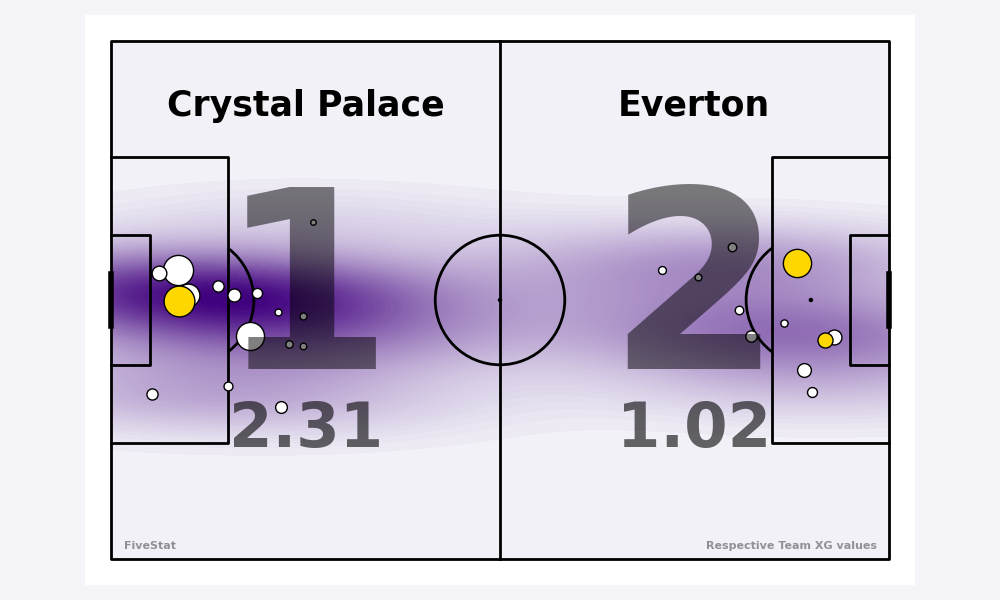 Crystal Palace
Everton
1
2
2.31
1.02
FiveStat
Respective Team XG values